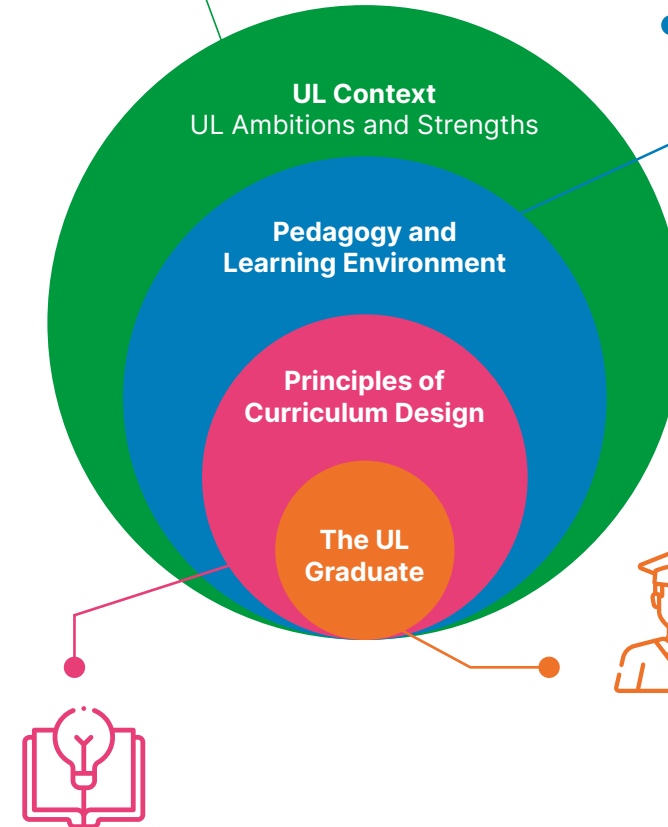 UL Context
UL Ambitions and Strengths
Pedagogy and
Learning Environment
Principles of
Curriculum Design
The UL
Graduate